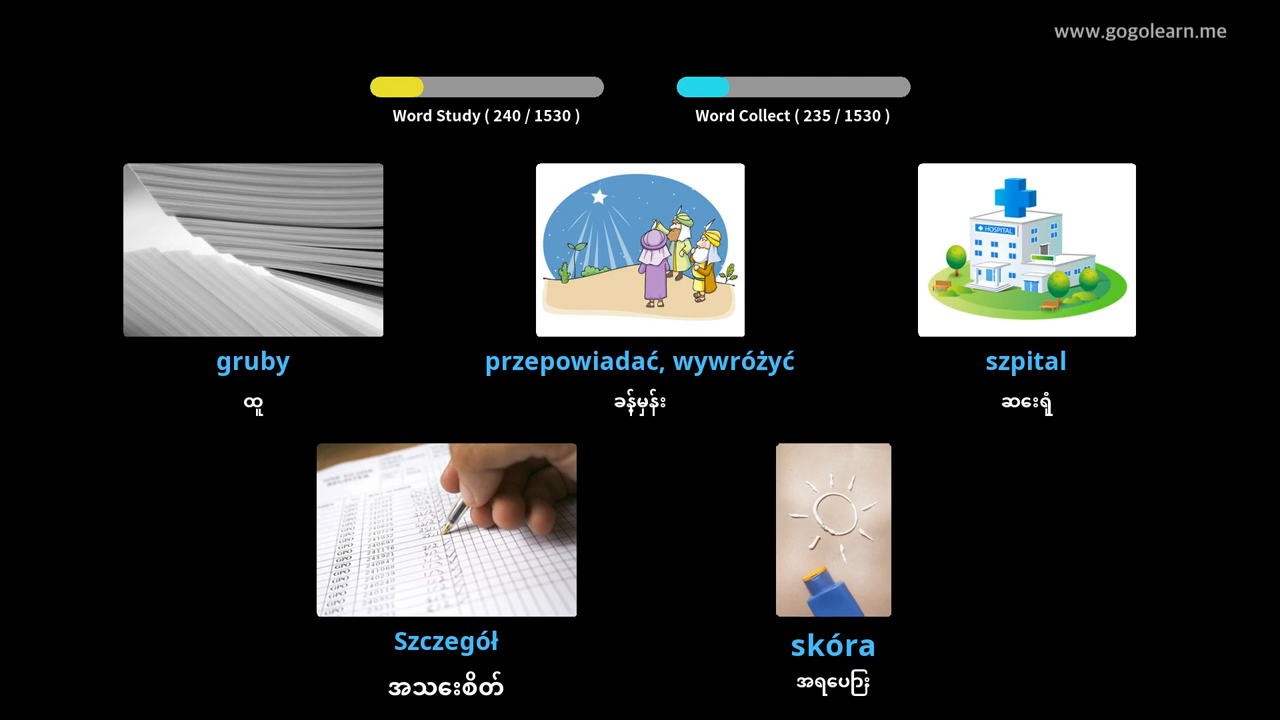 www.gogolearn.me
Word Study ( 240 / 1530 )
Word Collect ( 235 / 1530 )
HOSPITAL
gruby
przepowiadać, wywróżyć
szpital
ထူ
ခန့်မှန်း
ဆေးရုံ
Szczegół
skóra
အသေးစိတ်
အရေပြား